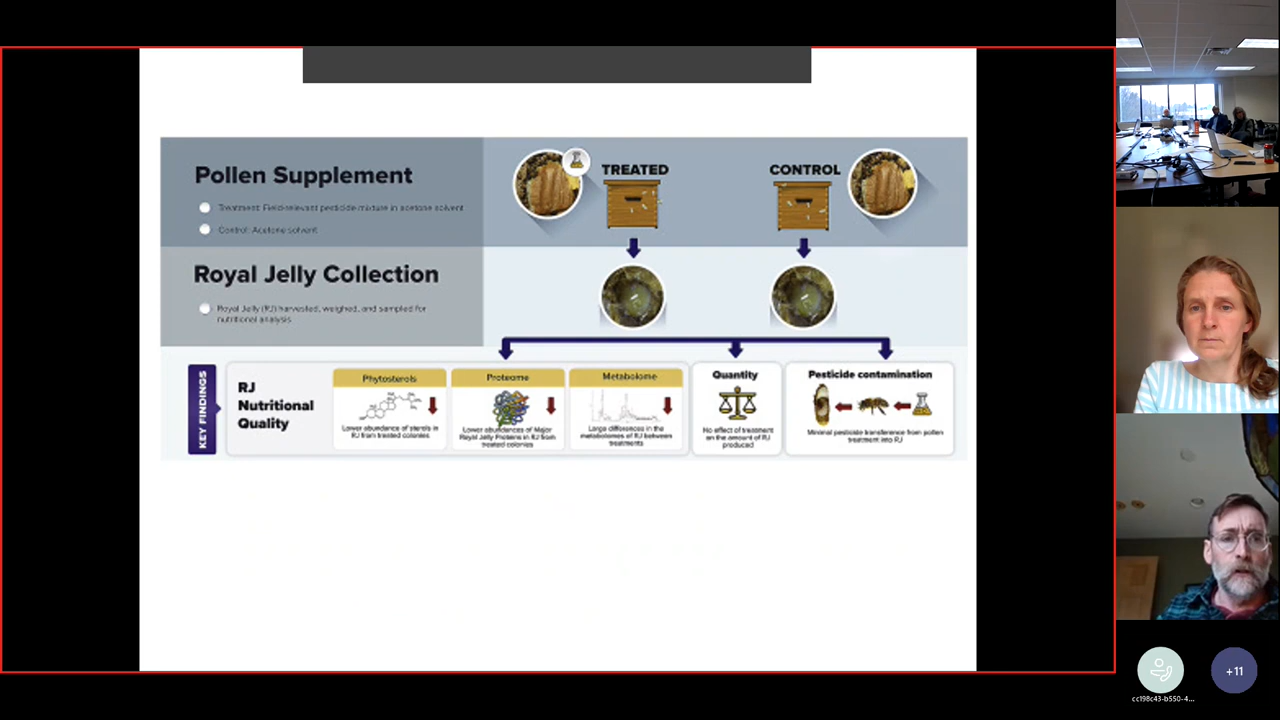 Pollen Supplement
Treatment: Field-relevant pesticide mixture in acetone solvent
Control: Acetone solvent
TREATED
CONTROL
Royal Jelly Collection
Royal Jelly (RJ) harvested, weighed, and sampled for
nutritional analysis
KEY FINDINGS
RJ
Nutritional
Quality
Phytosterols
Lower abundance of sterols in
RJ from treated colonies
Proteome
Lower abundances of Major
Royal Jelly Proteins in RJ from
treated colonies
Metabolome
Large differences in the
metabolomes of RJ between
treatments
Quantity
No effect of treatment
on the amount of RJ
produced
Pesticide contamination
Minimal pesticide transference from pollen
treatment into RJ
cc198c43-b550-4...
+11